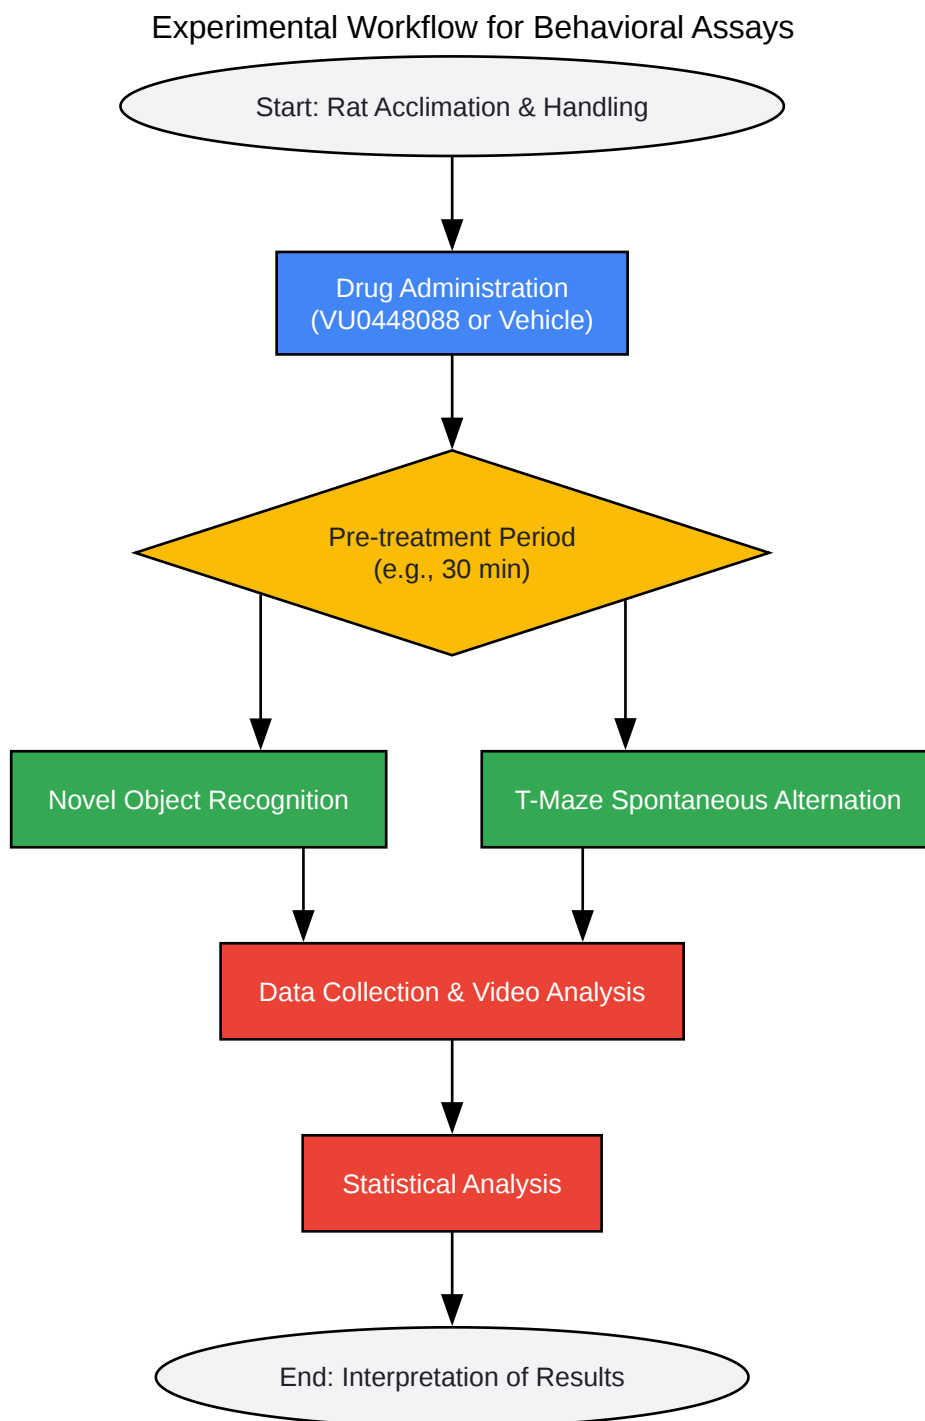 Experimental Workflow for Behavioral Assays
Start: Rat Acclimation & Handling
Drug Administration
(VU0448088 or Vehicle)
Pre-treatment Period
(e.g., 30 min)
Novel Object Recognition
T-Maze Spontaneous Alternation
Data Collection & Video Analysis
Statistical Analysis
End: Interpretation of Results